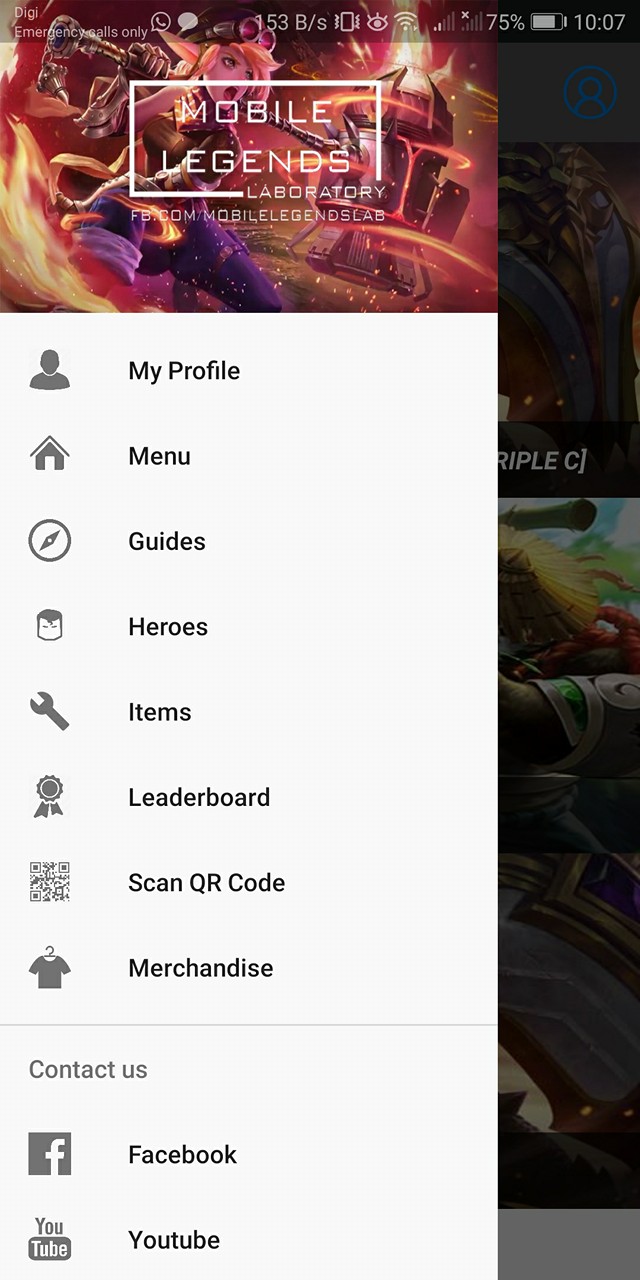 Digi
Emergency calls only
153 B/s 75% 10:07
MOBILE
LEGENDS
LABORATORY
FB.COM/MOBILELEGENDSLAB
My Profile
Menu
RIPLE C]
Guides
Heroes
Items
Leaderboard
Scan QR Code
Merchandise
Contact us
Facebook
You
Tube
Youtube